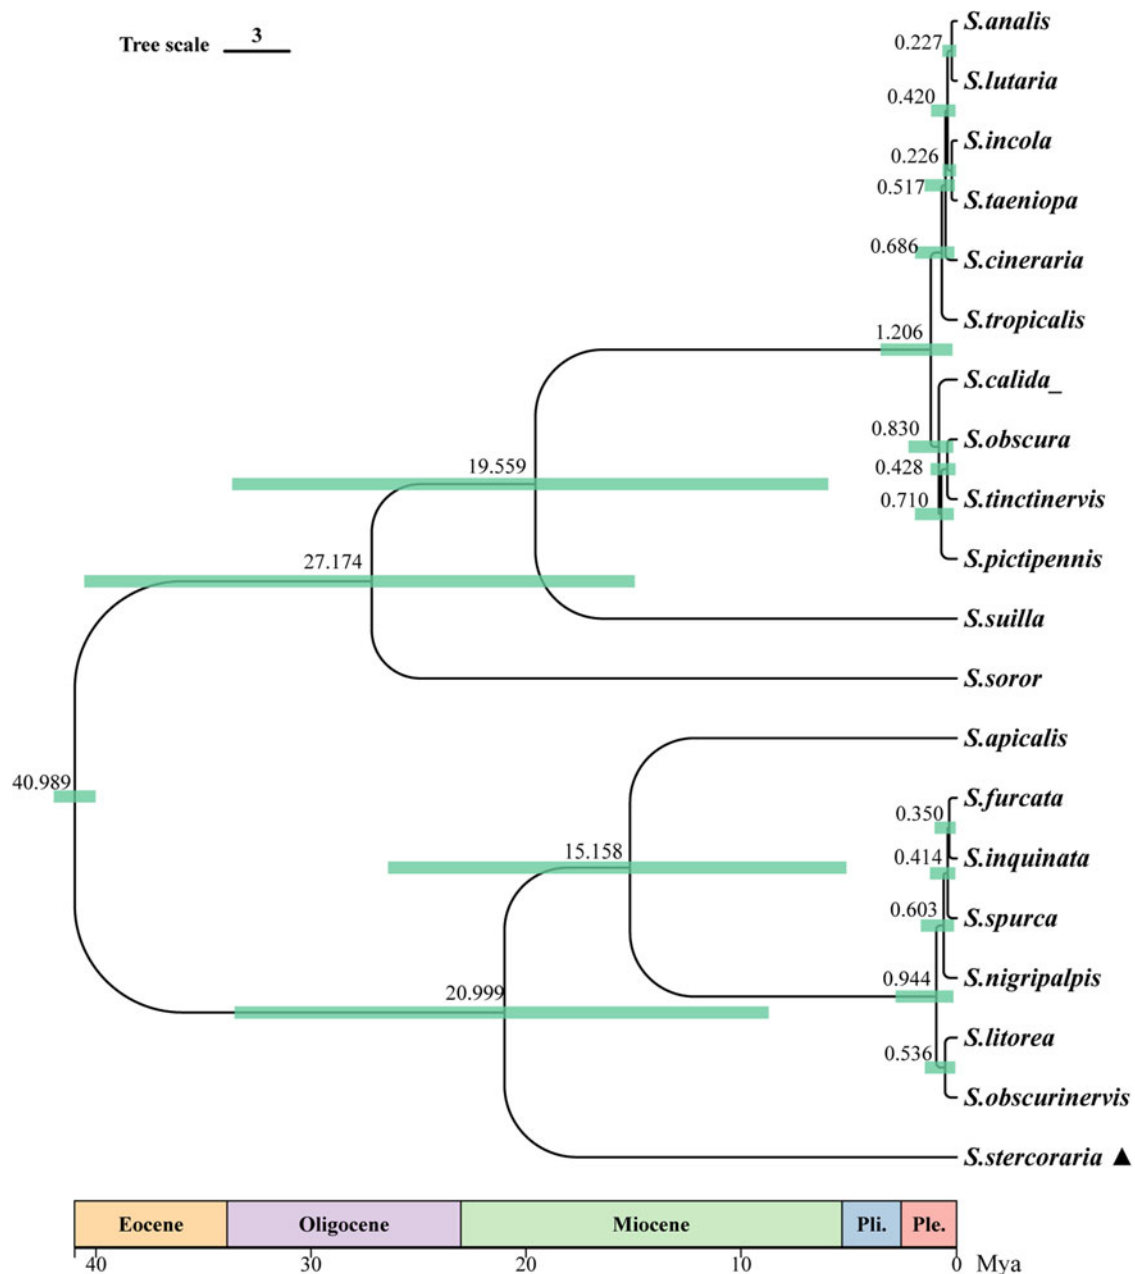 Tree scale 3
S.analis
0.227
S.lutaria
0.420
S.incola
0.226
0.517
S.taeniopa
0.686
S.cineraria
S.tropicalis
1.206
S.calida_
0.830
S.obscura
0.428
19.559
S.tinctinervis
0.710
S.pictipennis
27.174
S.suilla
S.soror
S.apicalis
40.989
S.furcata
0.350
15.158
0.414
S.inquinata
0.603
S.spurca
0.944
S.nigripalpis
20.999
S.litorea
0.536
S.obscurinervis
S.stercoraria ▲
Eocene Oligocene Miocene Pli. Ple.
40 30 20 10 0 Mya